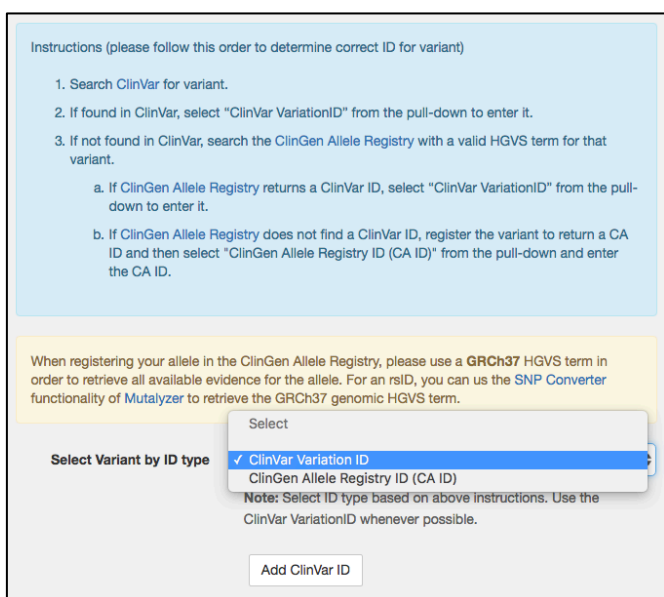 Instructions (please follow this order to determine correct ID for variant)
1. Search ClinVar for variant.
2. If found in ClinVar, select “ClinVar VariationID” from the pull-down to enter it.
3. If not found in ClinVar, search the ClinGen Allele Registry with a valid HGVS term for that
variant.
a. If ClinGen Allele Registry returns a ClinVar ID, select “ClinVar VariationID” from the pull-
down to enter it.
b. If ClinGen Allele Registry does not find a ClinVar ID, register the variant to return a CA
ID and then select "ClinGen Allele Registry ID (CA ID)" from the pull-down and enter
the CA ID.
When registering your allele in the ClinGen Allele Registry, please use a GRCh37 HGVS term in
order to retrieve all available evidence for the allele. For an rsID, you can us the SNP Converter
functionality of Mutalyzer to retrieve the GRCh37 genomic HGVS term.
Select
Select Variant by ID type ✓ ClinVar Variation ID
ClinGen Allele Registry ID (CA ID)
Note: Select ID type based on above instructions. Use the
ClinVar VariationID whenever possible.
Add ClinVar ID